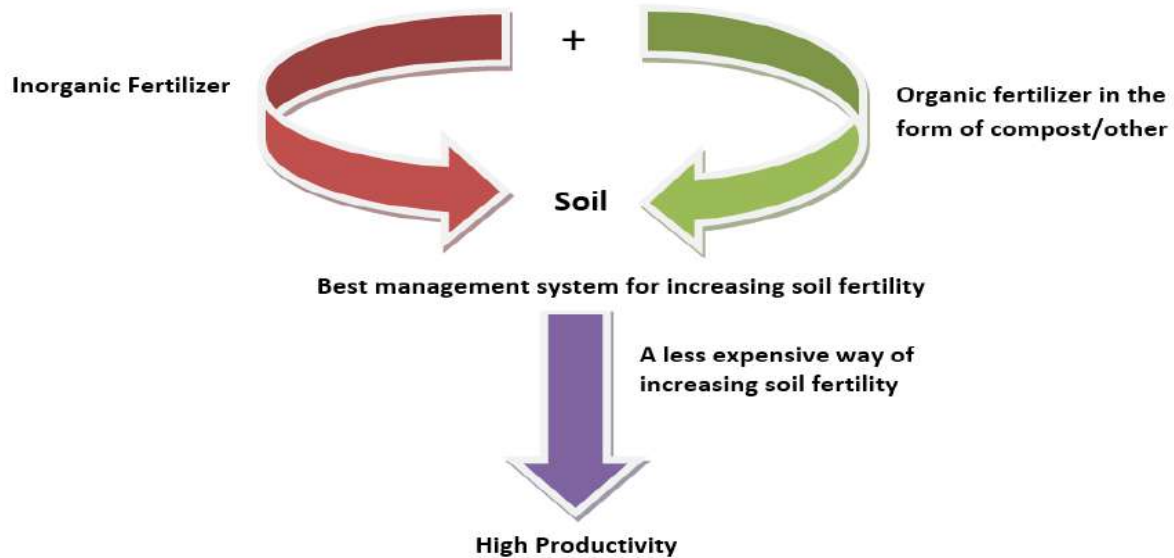 +
Inorganic Fertilizer
Organic fertilizer in the
form of compost/other
Soil
Best management system for increasing soil fertility
A less expensive way of
increasing soil fertility
High Productivity